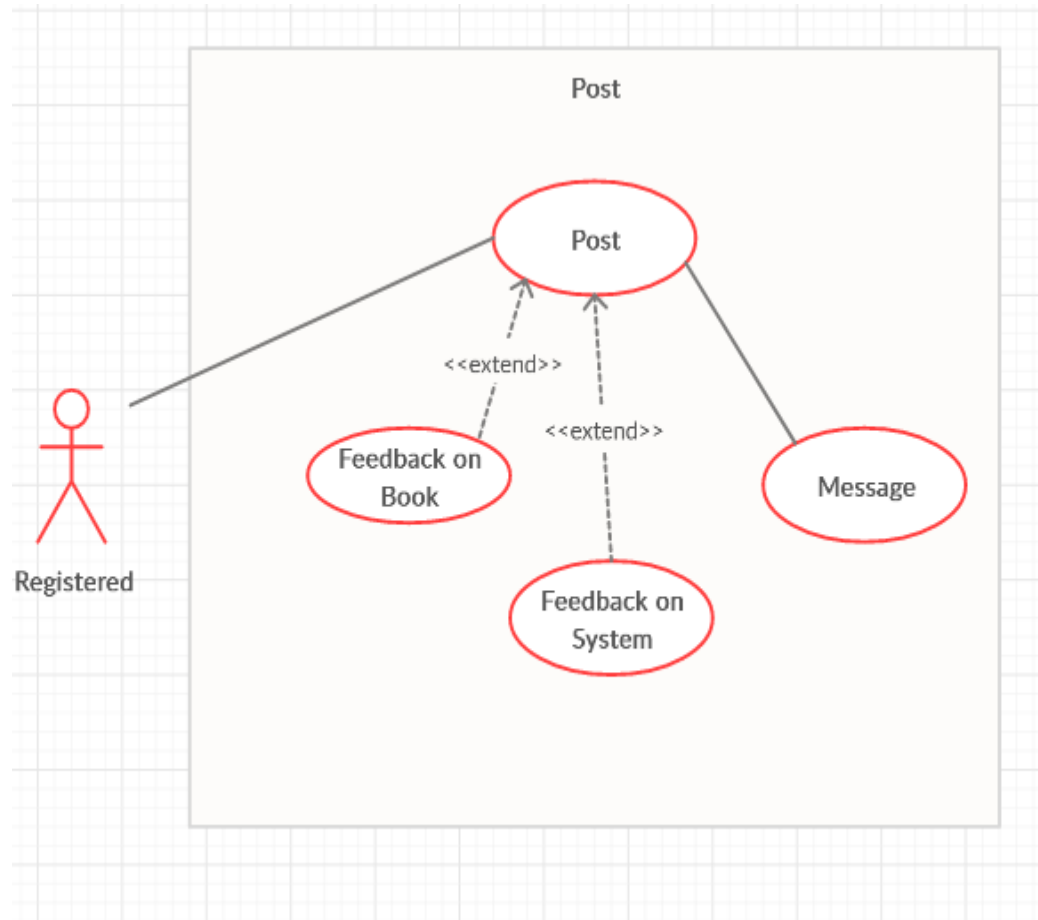 Post
Post
<<extend>>
<<extend>>
Feedback on
Book
Message
Registered
Feedback on
System